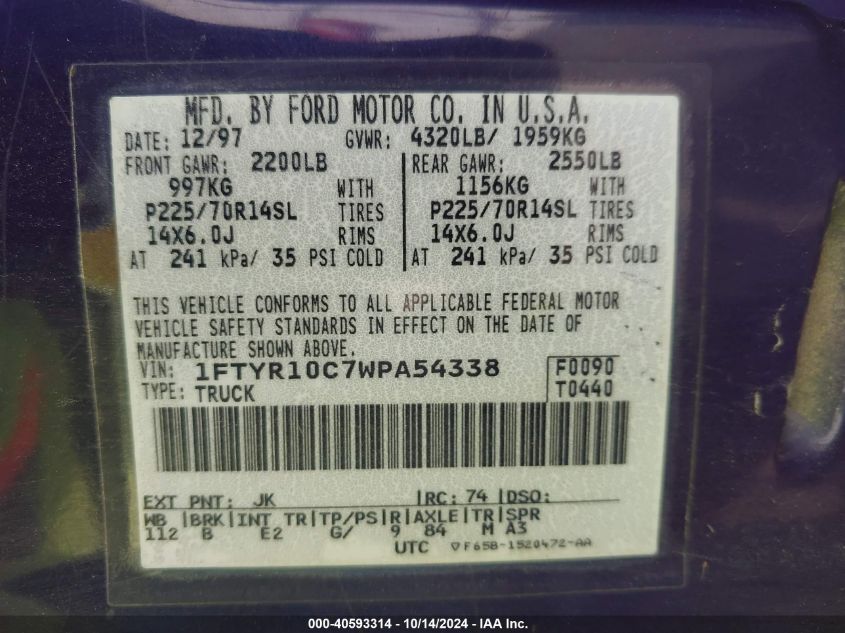 MFD. BY FORD MOTOR CO. IN U.S.A.
DATE: 12/97 GVWR: 4320LB/ 1959KG
FRONT GAWR: 2200LB REAR GAWR: 2550LB
997KG WITH 1156KG WITH
P225/70R14SL TIRES P225/70R14SL TIRES
14X6.0J RIMS 14X6.0J RIMS
AT 241 kPa/ 35 PSI COLD AT 241 kPa/ 35 PSI COLD
THIS VEHICLE CONFORMS TO ALL APPLICABLE FEDERAL MOTOR
VEHICLE SAFETY STANDARDS IN EFFECT ON THE DATE OF
MANUFACTURE SHOWN ABOVE.
VIN: 1FTYR10C7WPA54338 F0090
TYPE: TRUCK T0440
EXT PNT: JK RC: 74 DSO:
WB BRK INT TR TP/PS R AXLE TR SPR
112 B E2 G/ 9 84 M A3
UTC ▽F65B-1520472-AA
000-40593314 - 10/14/2024 - IAA Inc.